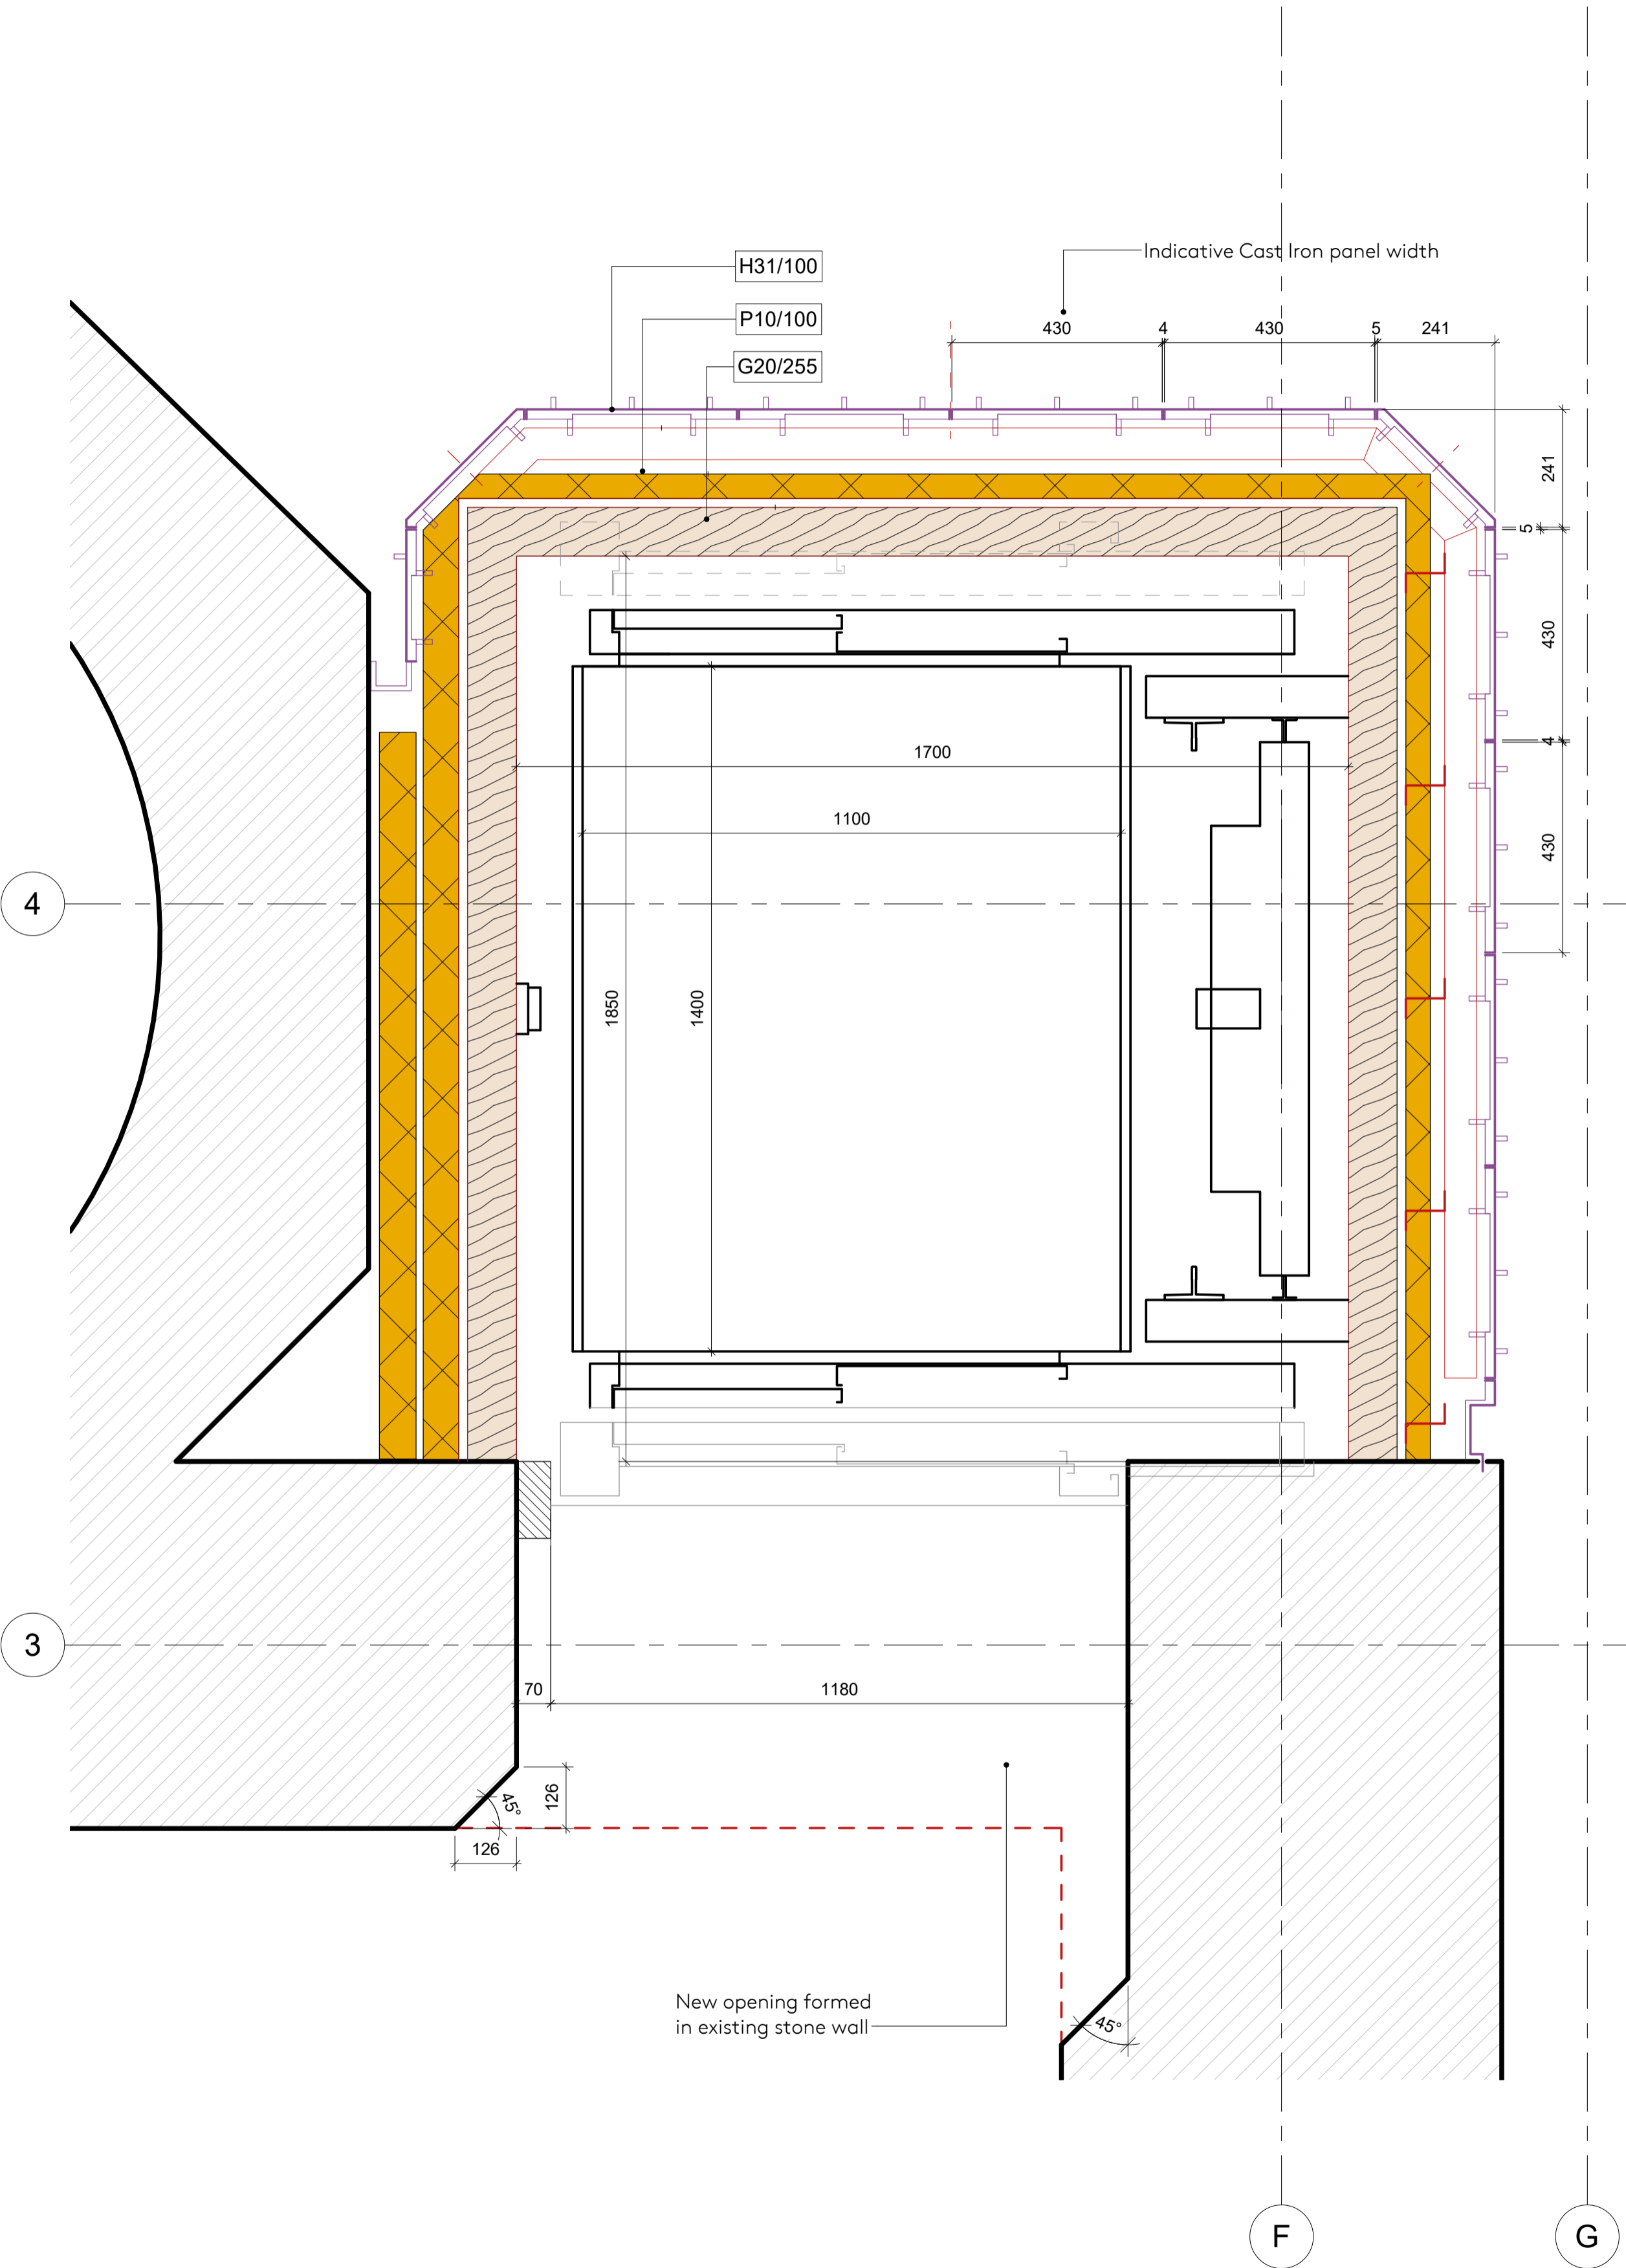 H31/100
Indicative Cast Iron panel width
P10/100
430
4
430
5
241
G20/255
241
5
430
4
1700
1100
430
4
1850
1400
3
70
1180
45°
126
126
New opening formed
in existing stone wall
45°
F
G